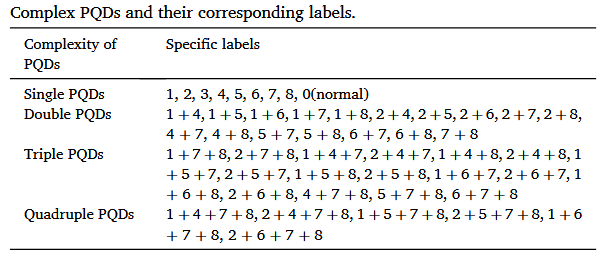 Complex PQDs and their corresponding labels.
Complexity of Specific labels
PQDs
Single PQDs 1, 2, 3, 4, 5, 6, 7, 8, 0(normal)
Double PQDs 1 + 4, 1 + 5, 1 + 6, 1 + 7, 1 + 8, 2 + 4, 2 + 5, 2 + 6, 2 + 7, 2 + 8,
4 + 7, 4 + 8, 5 + 7, 5 + 8, 6 + 7, 6 + 8, 7 + 8
Triple PQDs 1 + 7 + 8, 2 + 7 + 8, 1 + 4 + 7, 2 + 4 + 7, 1 + 4 + 8, 2 + 4 + 8, 1
+ 5 + 7, 2 + 5 + 7, 1 + 5 + 8, 2 + 5 + 8, 1 + 6 + 7, 2 + 6 + 7, 1
+ 6 + 8, 2 + 6 + 8, 4 + 7 + 8, 5 + 7 + 8, 6 + 7 + 8
Quadruple PQDs 1 + 4 + 7 + 8, 2 + 4 + 7 + 8, 1 + 5 + 7 + 8, 2 + 5 + 7 + 8, 1 + 6
+ 7 + 8, 2 + 6 + 7 + 8